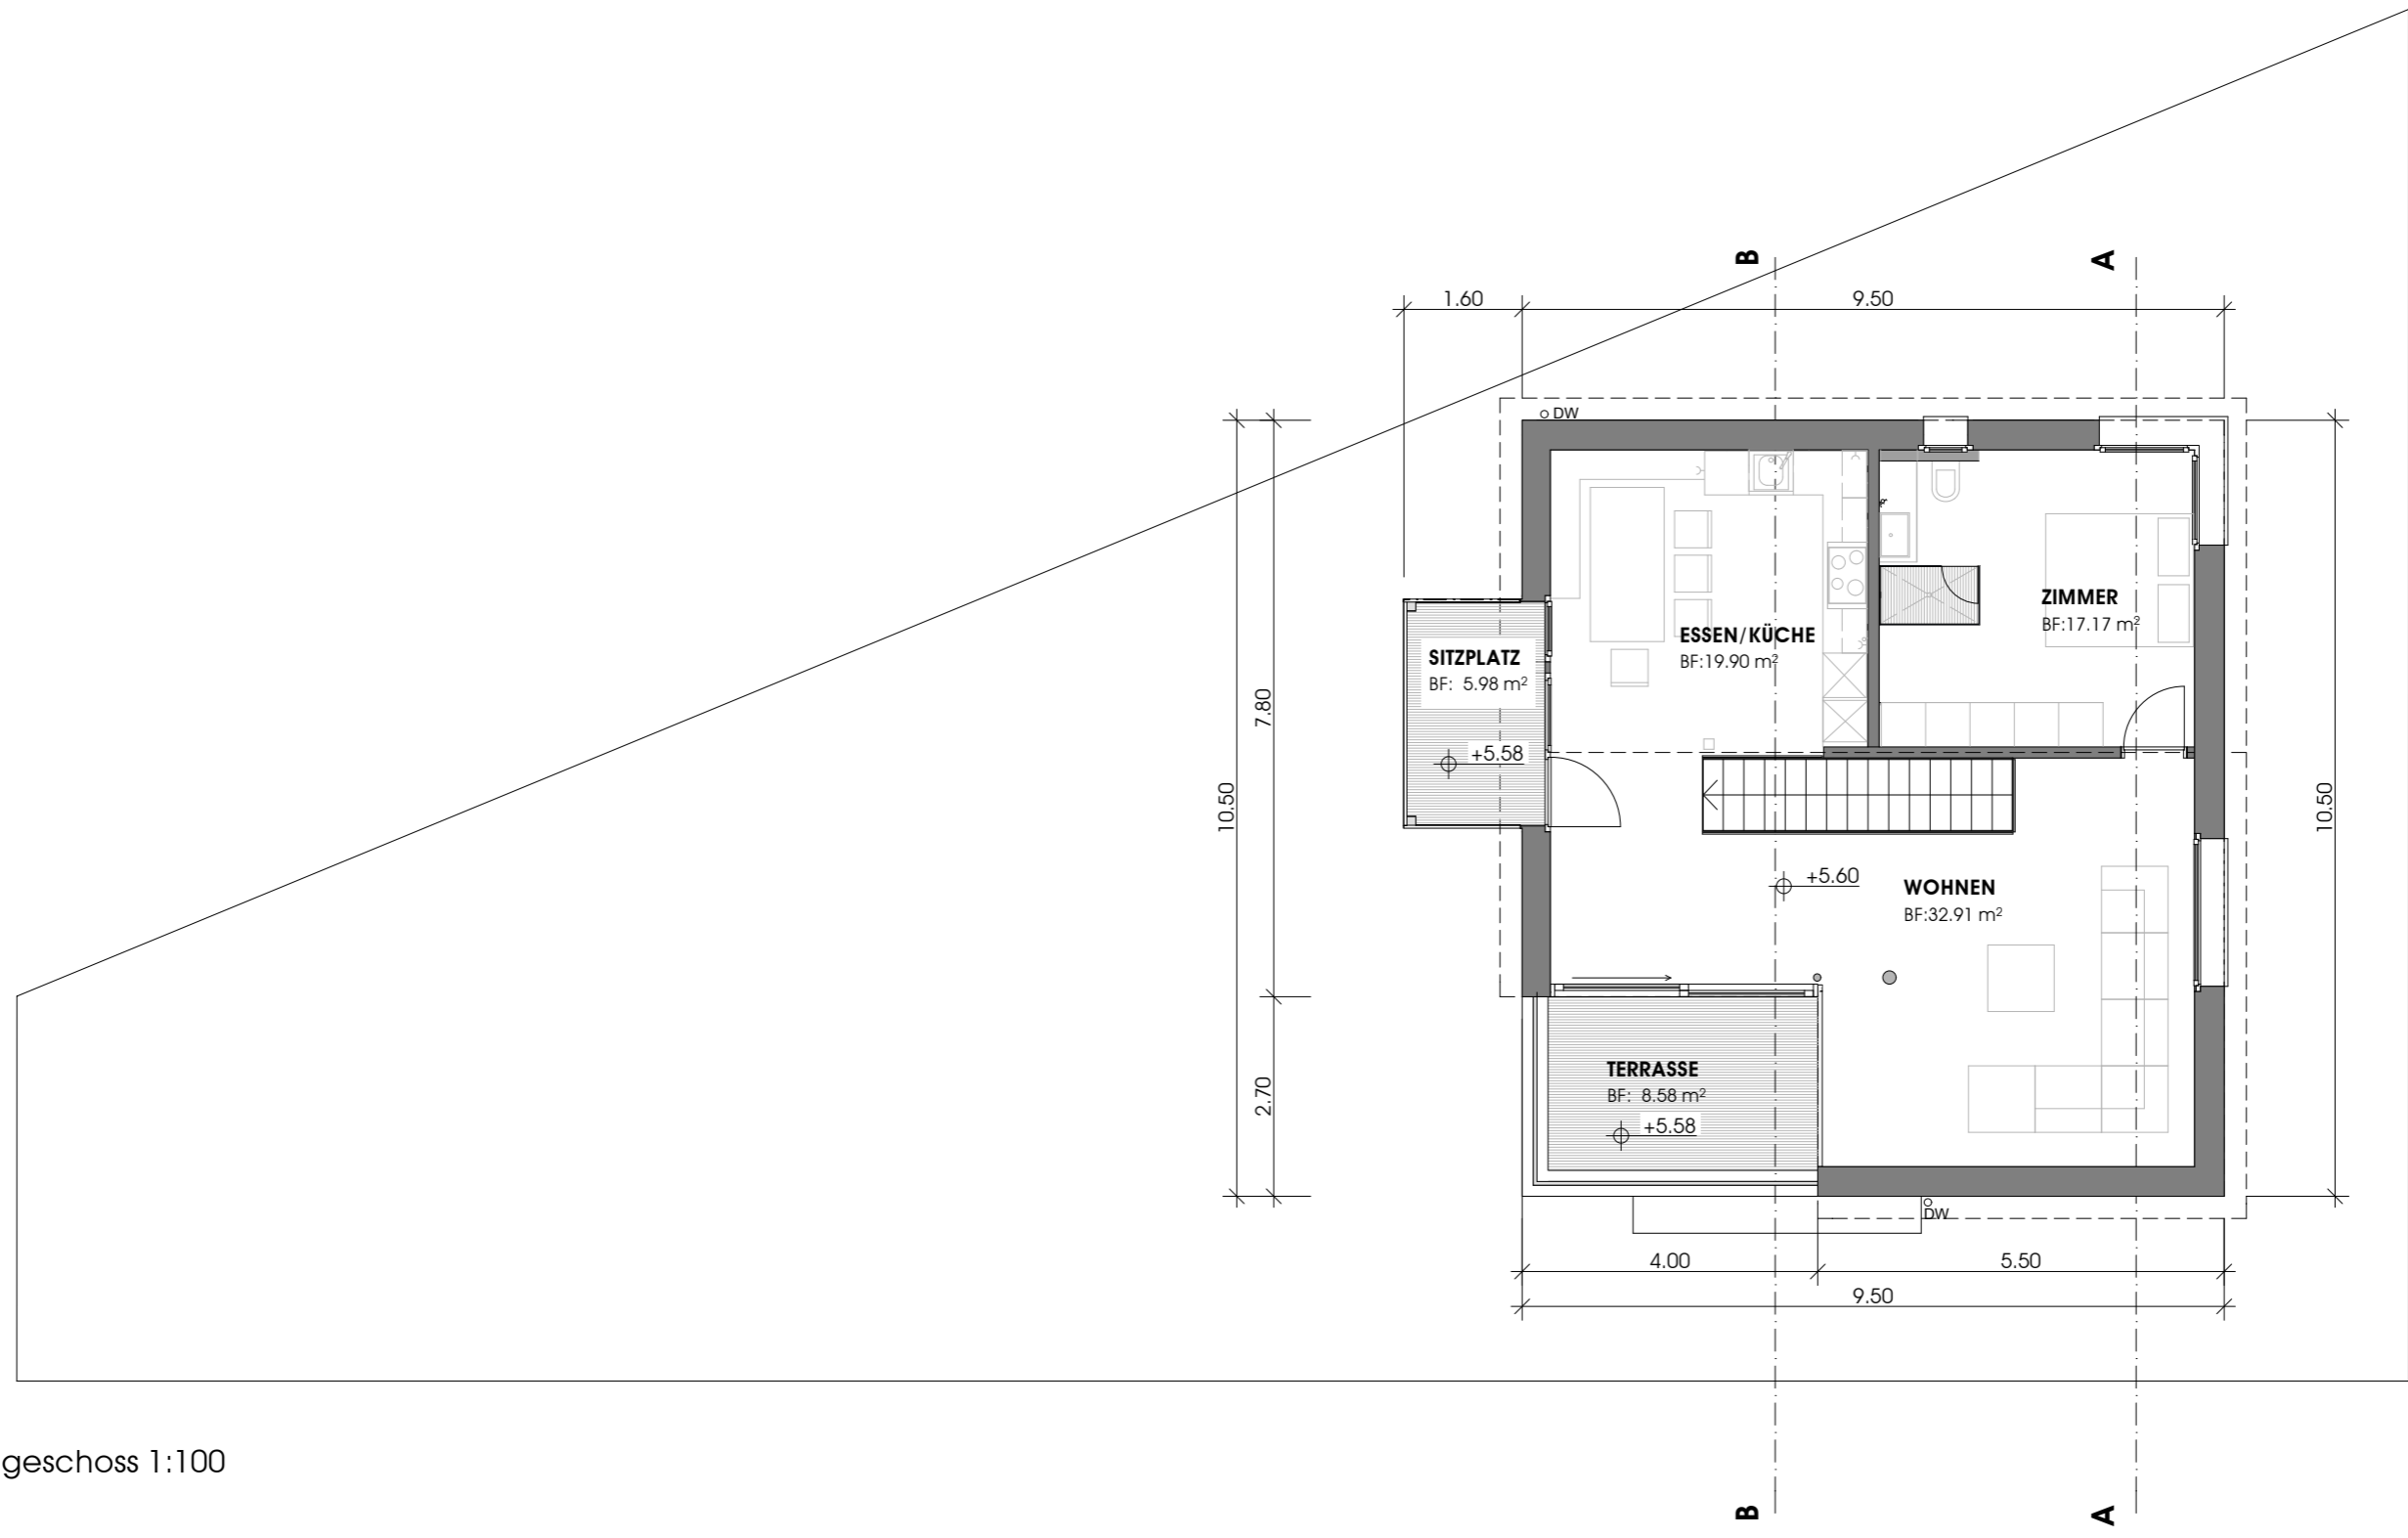 B
A
1.60
9.50
DW
7.80
10.50
2.70
ZIMMER
BF:17.17 m²
ESSEN/KÜCHE
BF:19.90 m²
SITZPLATZ
BF: 5.98 m²
+5.58
10.50
+5.60
WOHNEN
BF:32.91 m²
TERRASSE
BF: 8.58 m²
+5.58
DW
4.00
5.50
9.50
geschoss 1:100
B
A